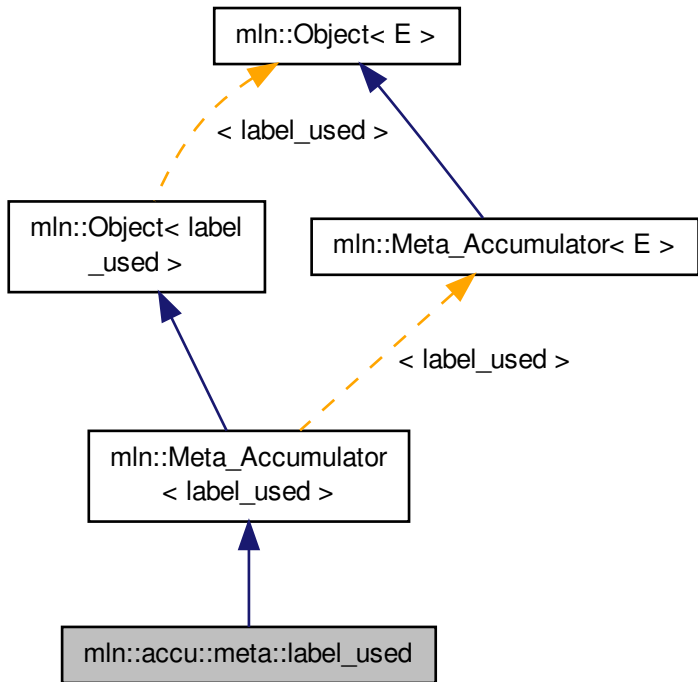 mln::Object< E >
< label_used >
mln::Object< label
_used >
mln::Meta_Accumulator< E >
< label_used >
mln::Meta_Accumulator
< label_used >
mln::accu::meta::label_used